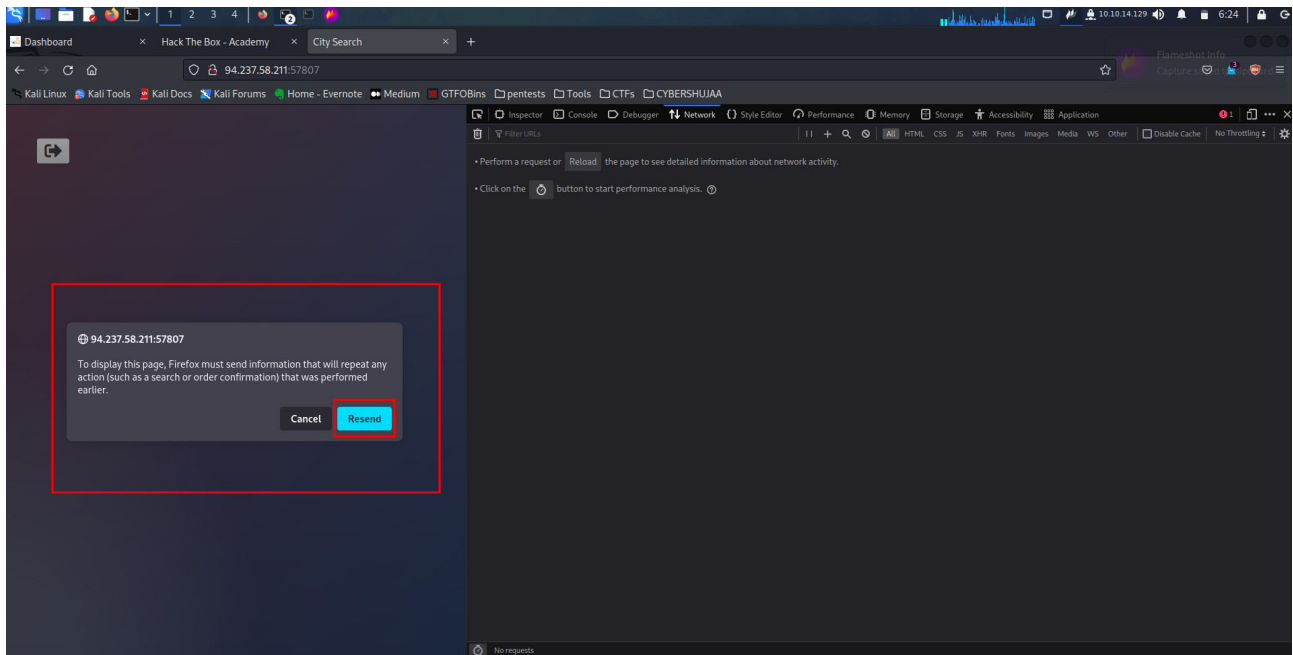 1 2 3 4 2 10.10.14.129 6:24
Dashboard × Hack The Box - Academy × City Search × +
Flameshot Info
94.237.58.211:57807
3
Kali Linux Kali Tools Kali Docs Kali Forums Home - Evernote Medium GTFOBins pentests Tools CTFs CYBERSHUJAA
Inspector Console Debugger Network Style Editor Performance Memory Storage Accessibility Application 1
Filter URLs All HTML CSS JS XHR Fonts Images Media WS Other Disable Cache No Throttling
• Perform a request or Reload the page to see detailed information about network activity.
• Click on the button to start performance analysis.
94.237.58.211:57807
To display this page, Firefox must send information that will repeat any
action (such as a search or order confirmation) that was performed
earlier.
Cancel Resend
No requests